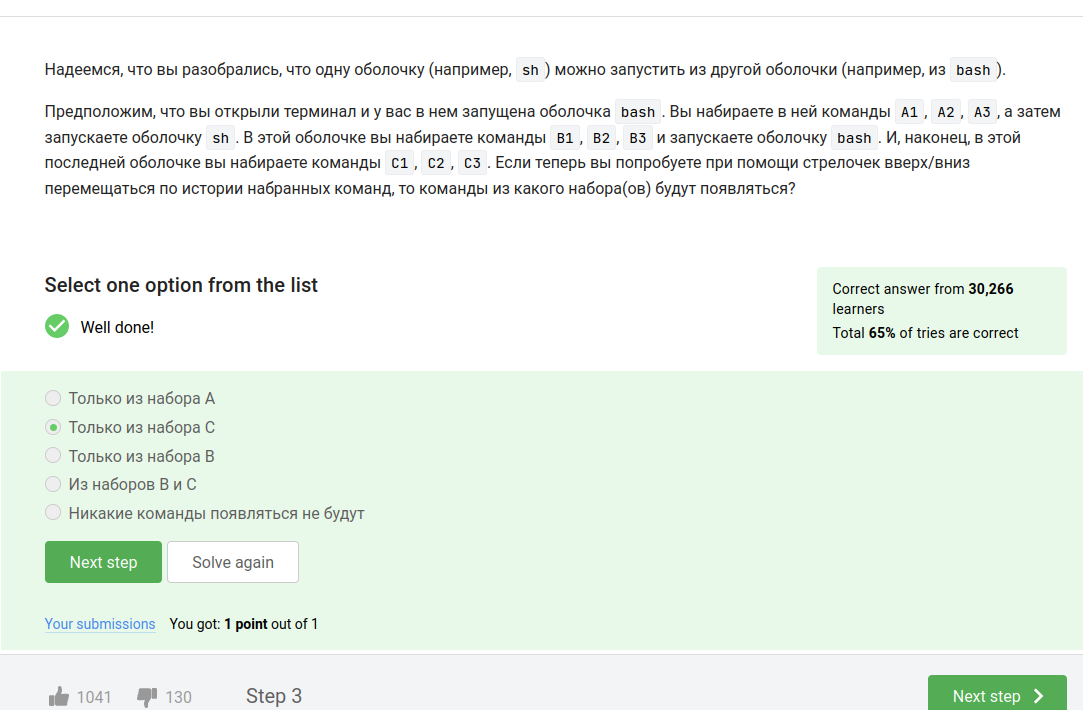 Надеемся, что вы разобрались, что одну оболочку (например, sh ) можно запустить из другой оболочки (например, из bash ).
Предположим, что вы открыли терминал и у вас в нем запущена оболочка bash . Вы набираете в ней команды A1 , A2 , A3 , а затем
запускаете оболочку sh . В этой оболочке вы набираете команды B1 , B2 , B3 и запускаете оболочку bash . И, наконец, в этой
последней оболочке вы набираете команды C1 , C2 , C3 . Если теперь вы попробуете при помощи стрелочек вверх/вниз
перемещаться по истории набранных команд, то команды из какого набора(ов) будут появляться?
Select one option from the list
Well done!
Correct answer from 30,266
learners
Total 65% of tries are correct
Только из набора A
Только из набора C
Только из набора B
Из наборов B и C
Никакие команды появляться не будут
Next step
Solve again
Your submissions You got: 1 point out of 1
1041 130 Step 3 Next step